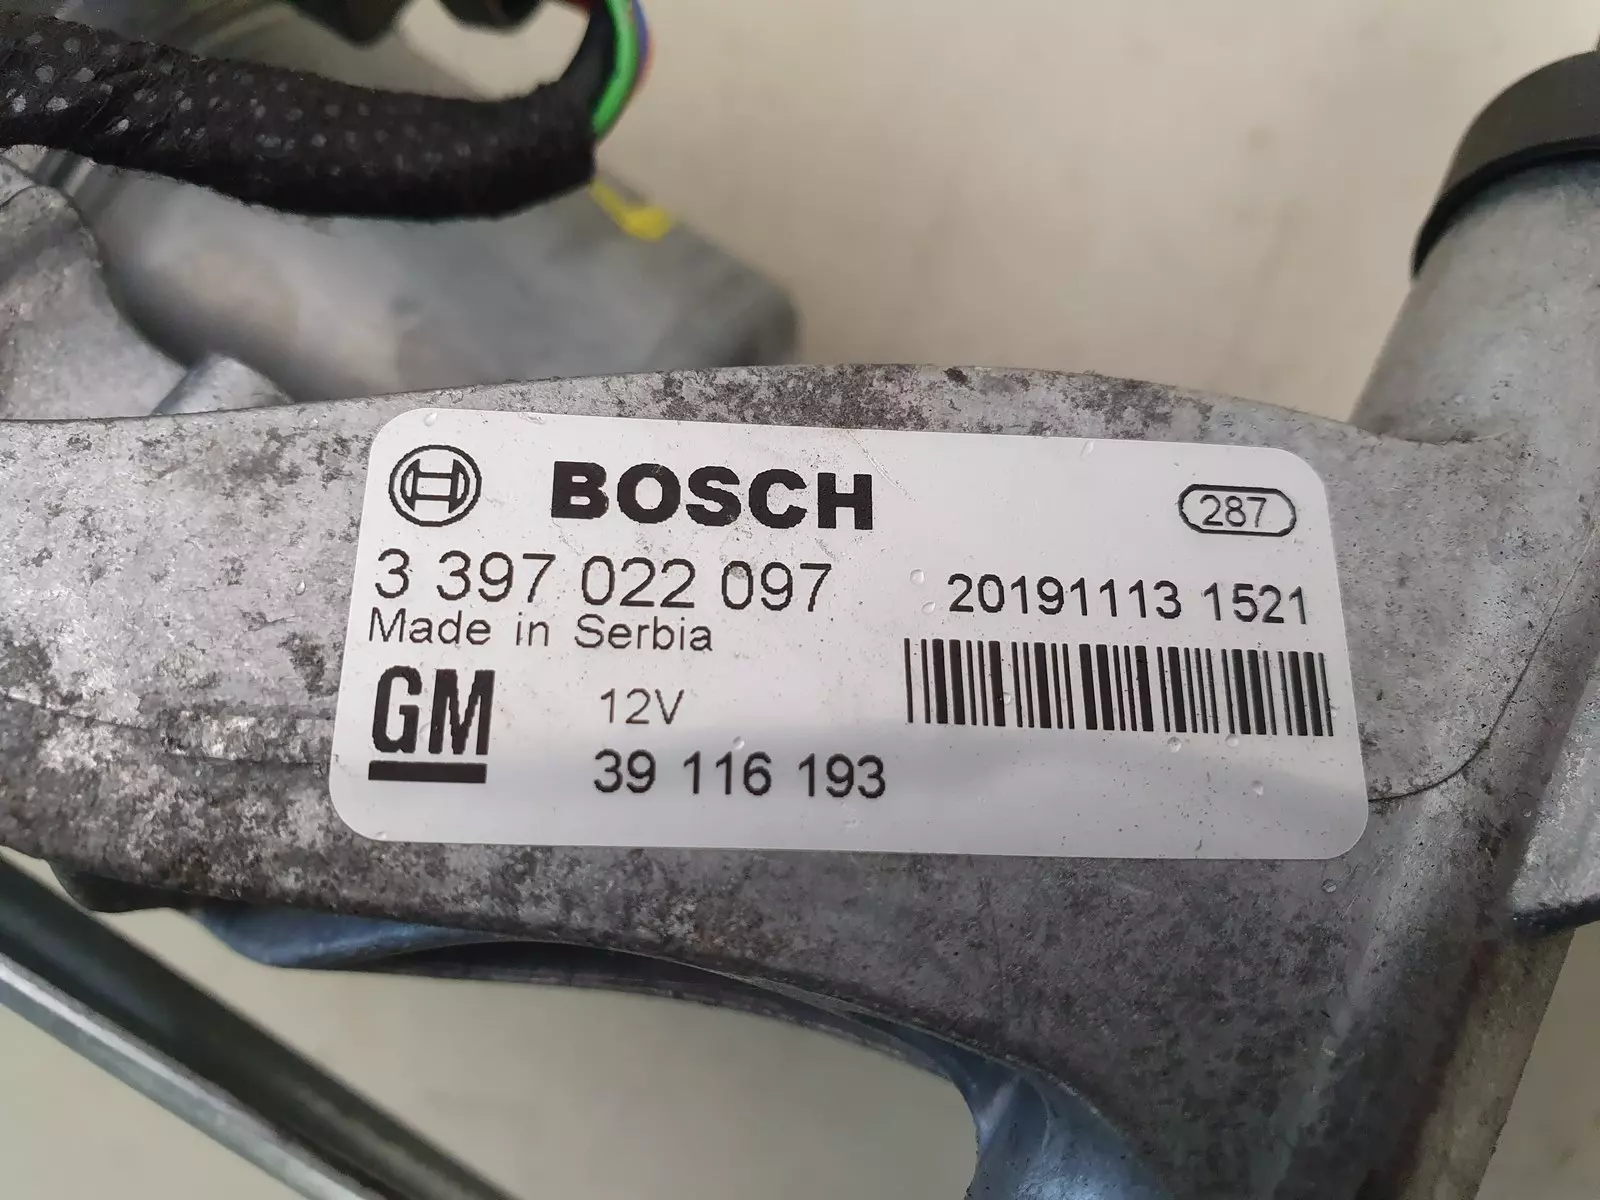 BOSCH 287
3 397 022 097 20191113 1521
Made in Serbia
GM 12V
39 116 193